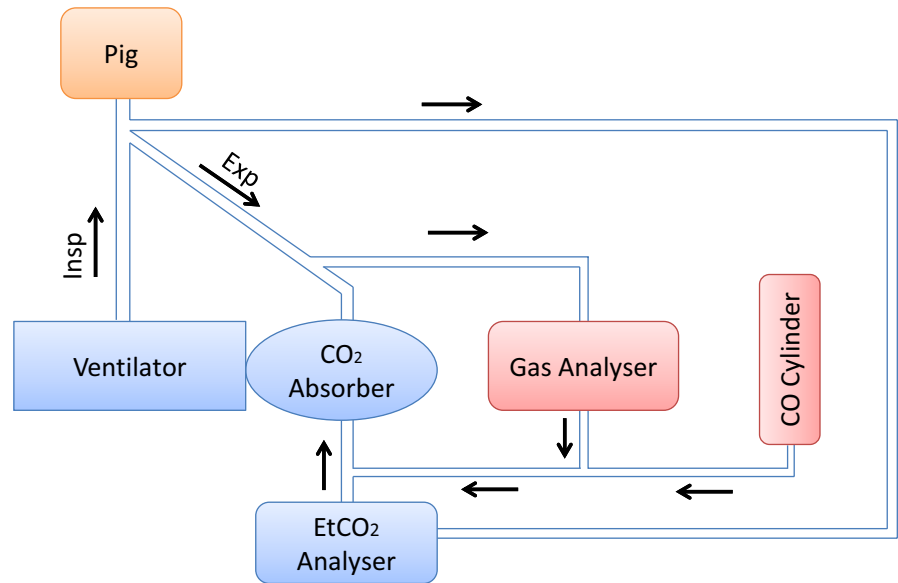 Pig
Exp
Insp
Ventilator
CO₂
Absorber
Gas Analyser
CO Cylinder
EtCO₂
Analyser